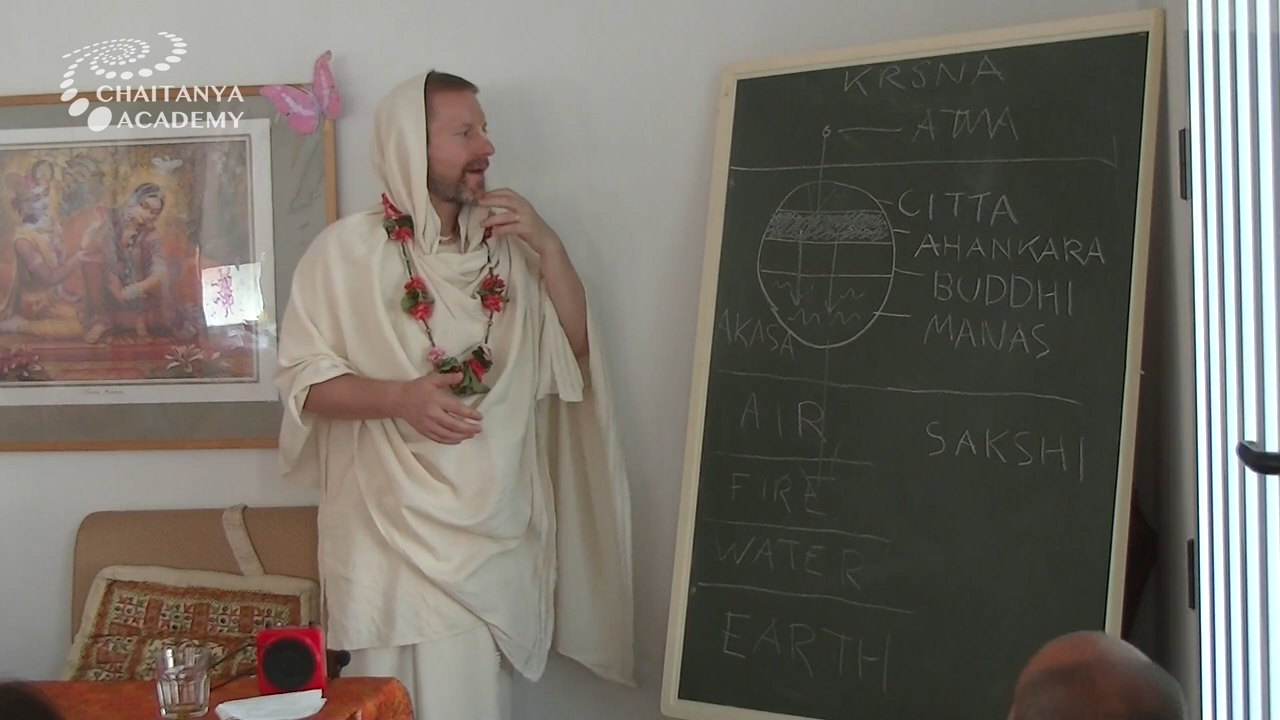 CHAITANYA
ACADEMY
KRSNA
ATMA
CITTA
AHANKARA
BUDDHI
MANAS
AKASA
AIR
SAKSHI
FIRE
WATER
EARTH